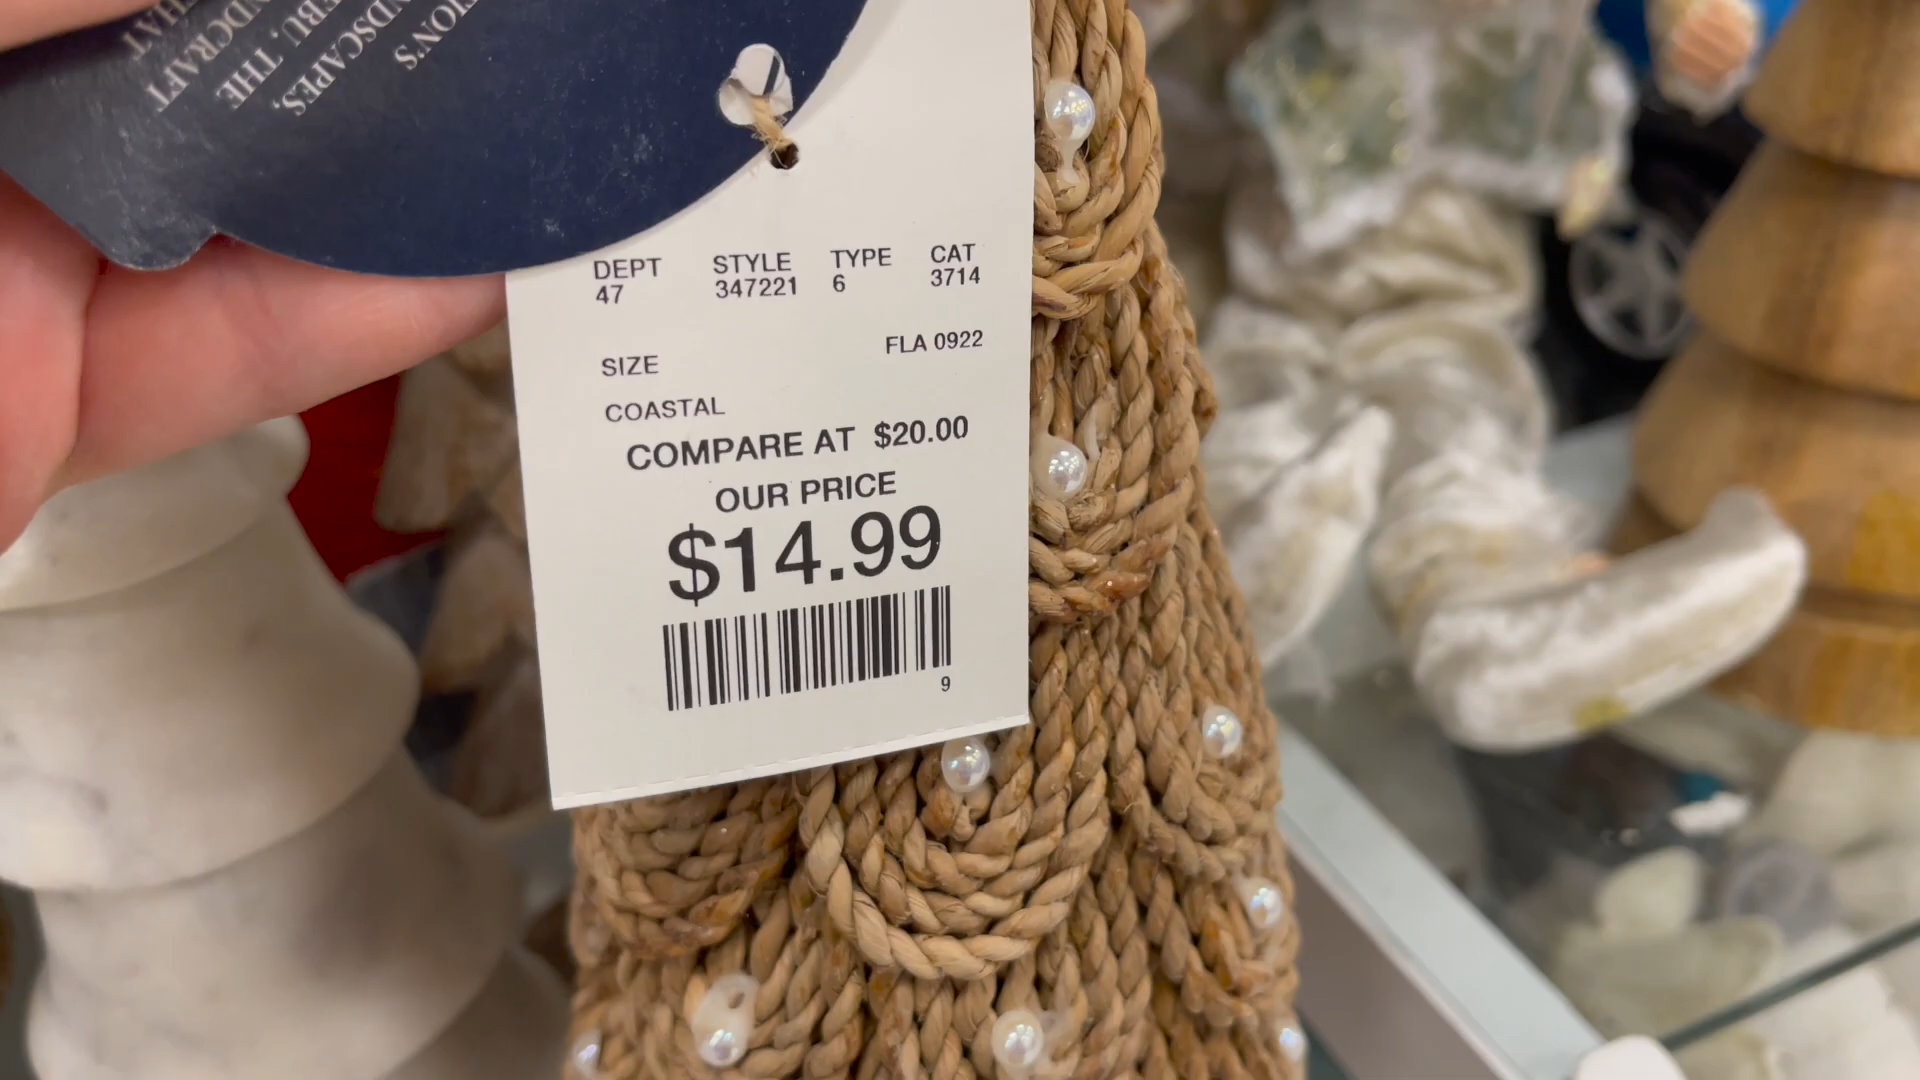 THE
DEPT STYLE TYPE CAT
47 347221 6 3714
FLA 0922
SIZE
COASTAL
COMPARE AT $20.00
OUR PRICE
$14.99
9